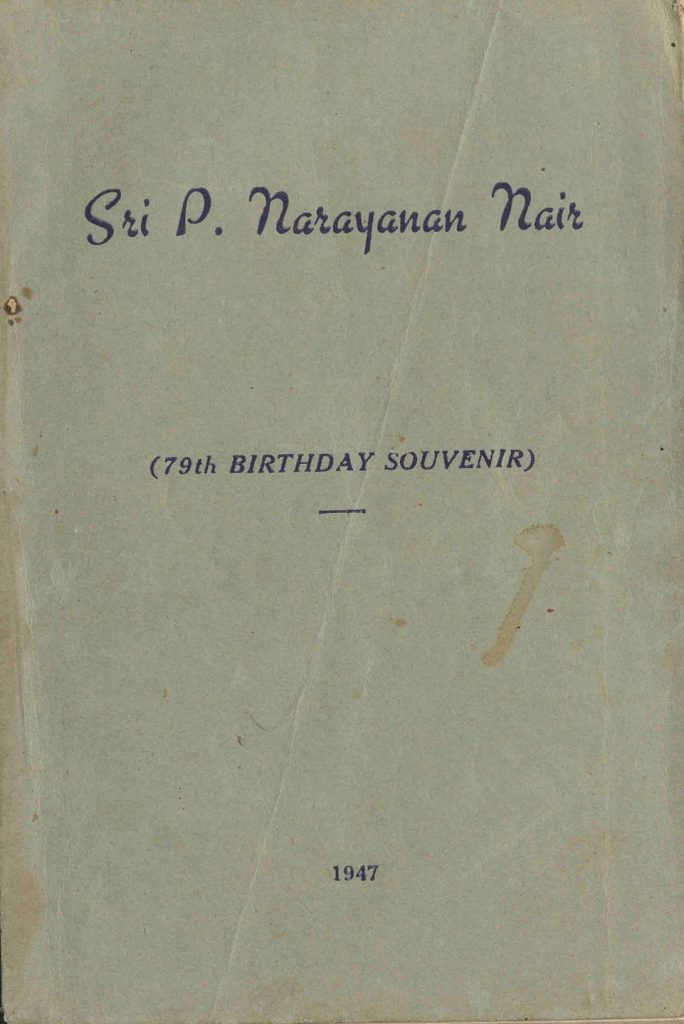 Sri P. Narayanan Nair
(79th BIRTHDAY SOUVENIR)
1947